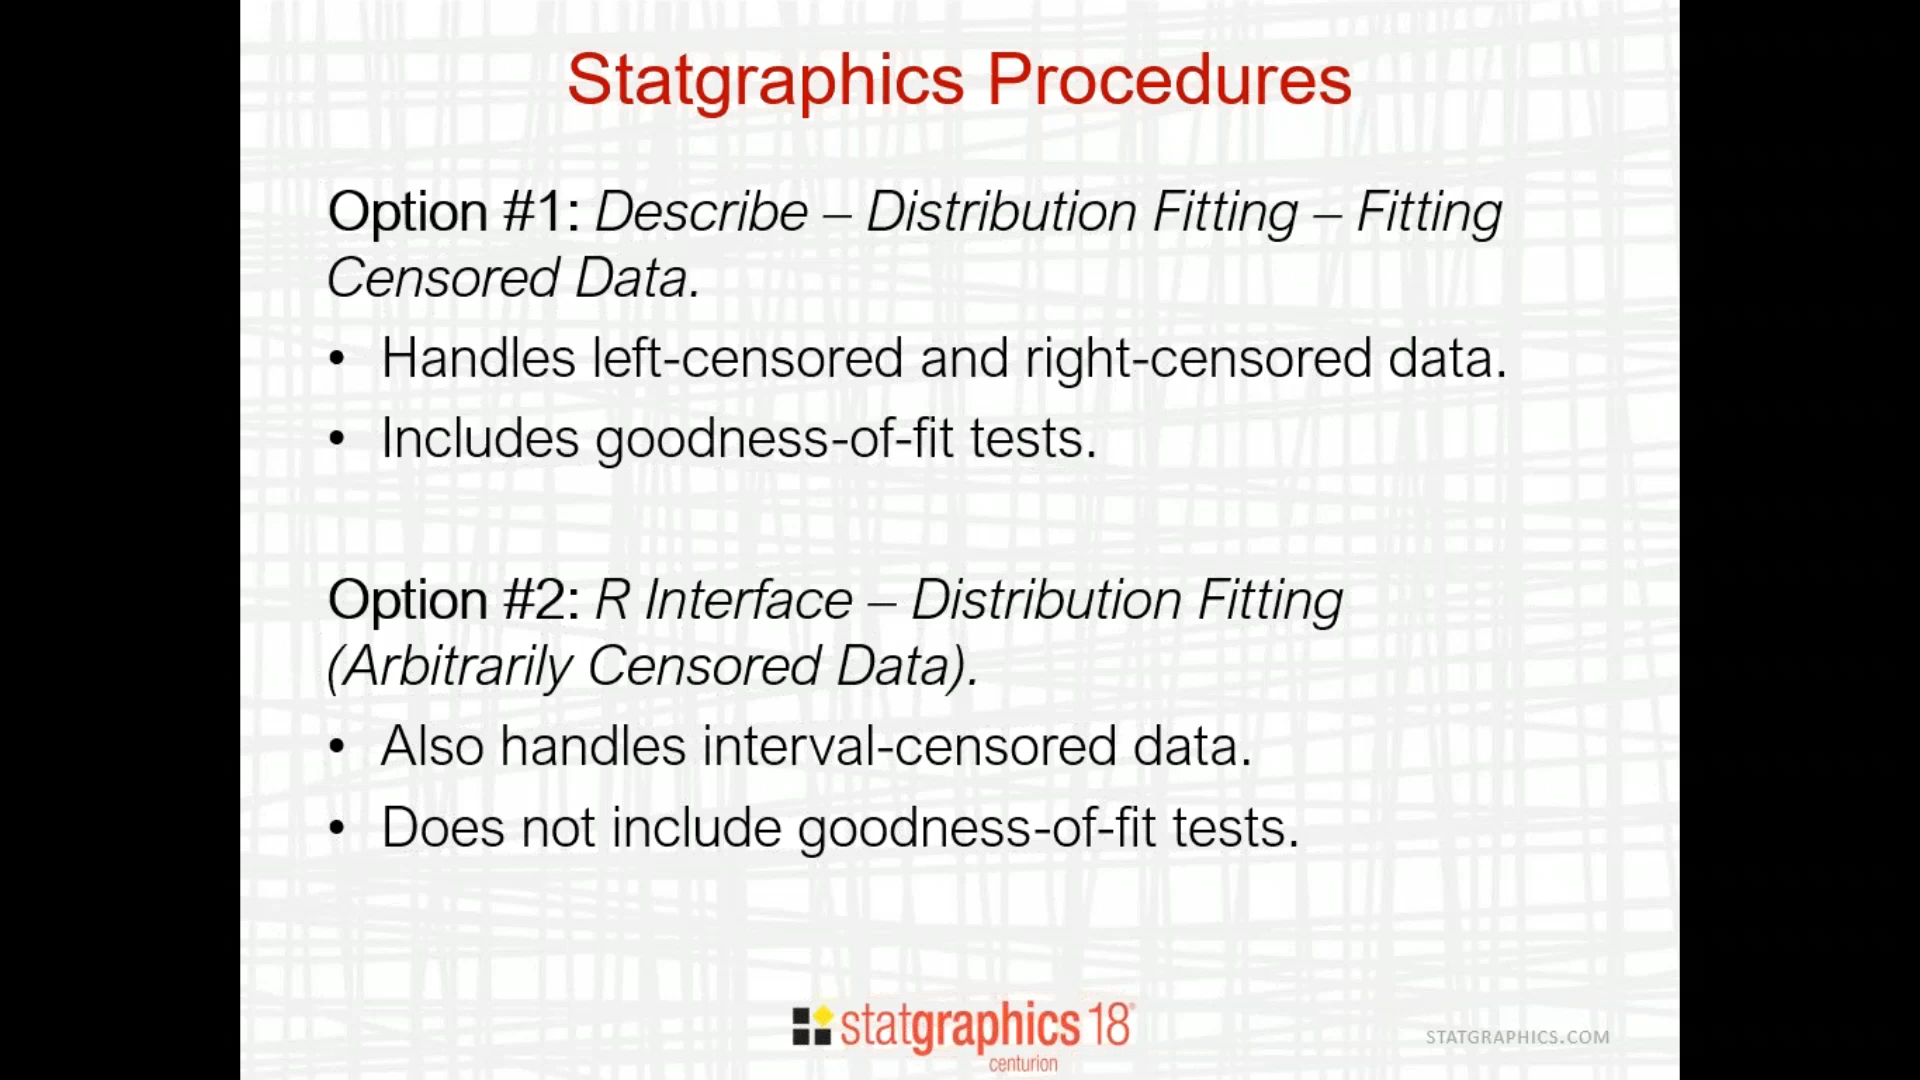 Statgraphics Procedures
Option #1: Describe – Distribution Fitting – Fitting
Censored Data.
• Handles left-censored and right-censored data.
• Includes goodness-of-fit tests.
Option #2: R Interface – Distribution Fitting
(Arbitrarily Censored Data).
• Also handles interval-censored data.
• Does not include goodness-of-fit tests.
statgraphics 18®
centurion
STATGRAPHICS.COM